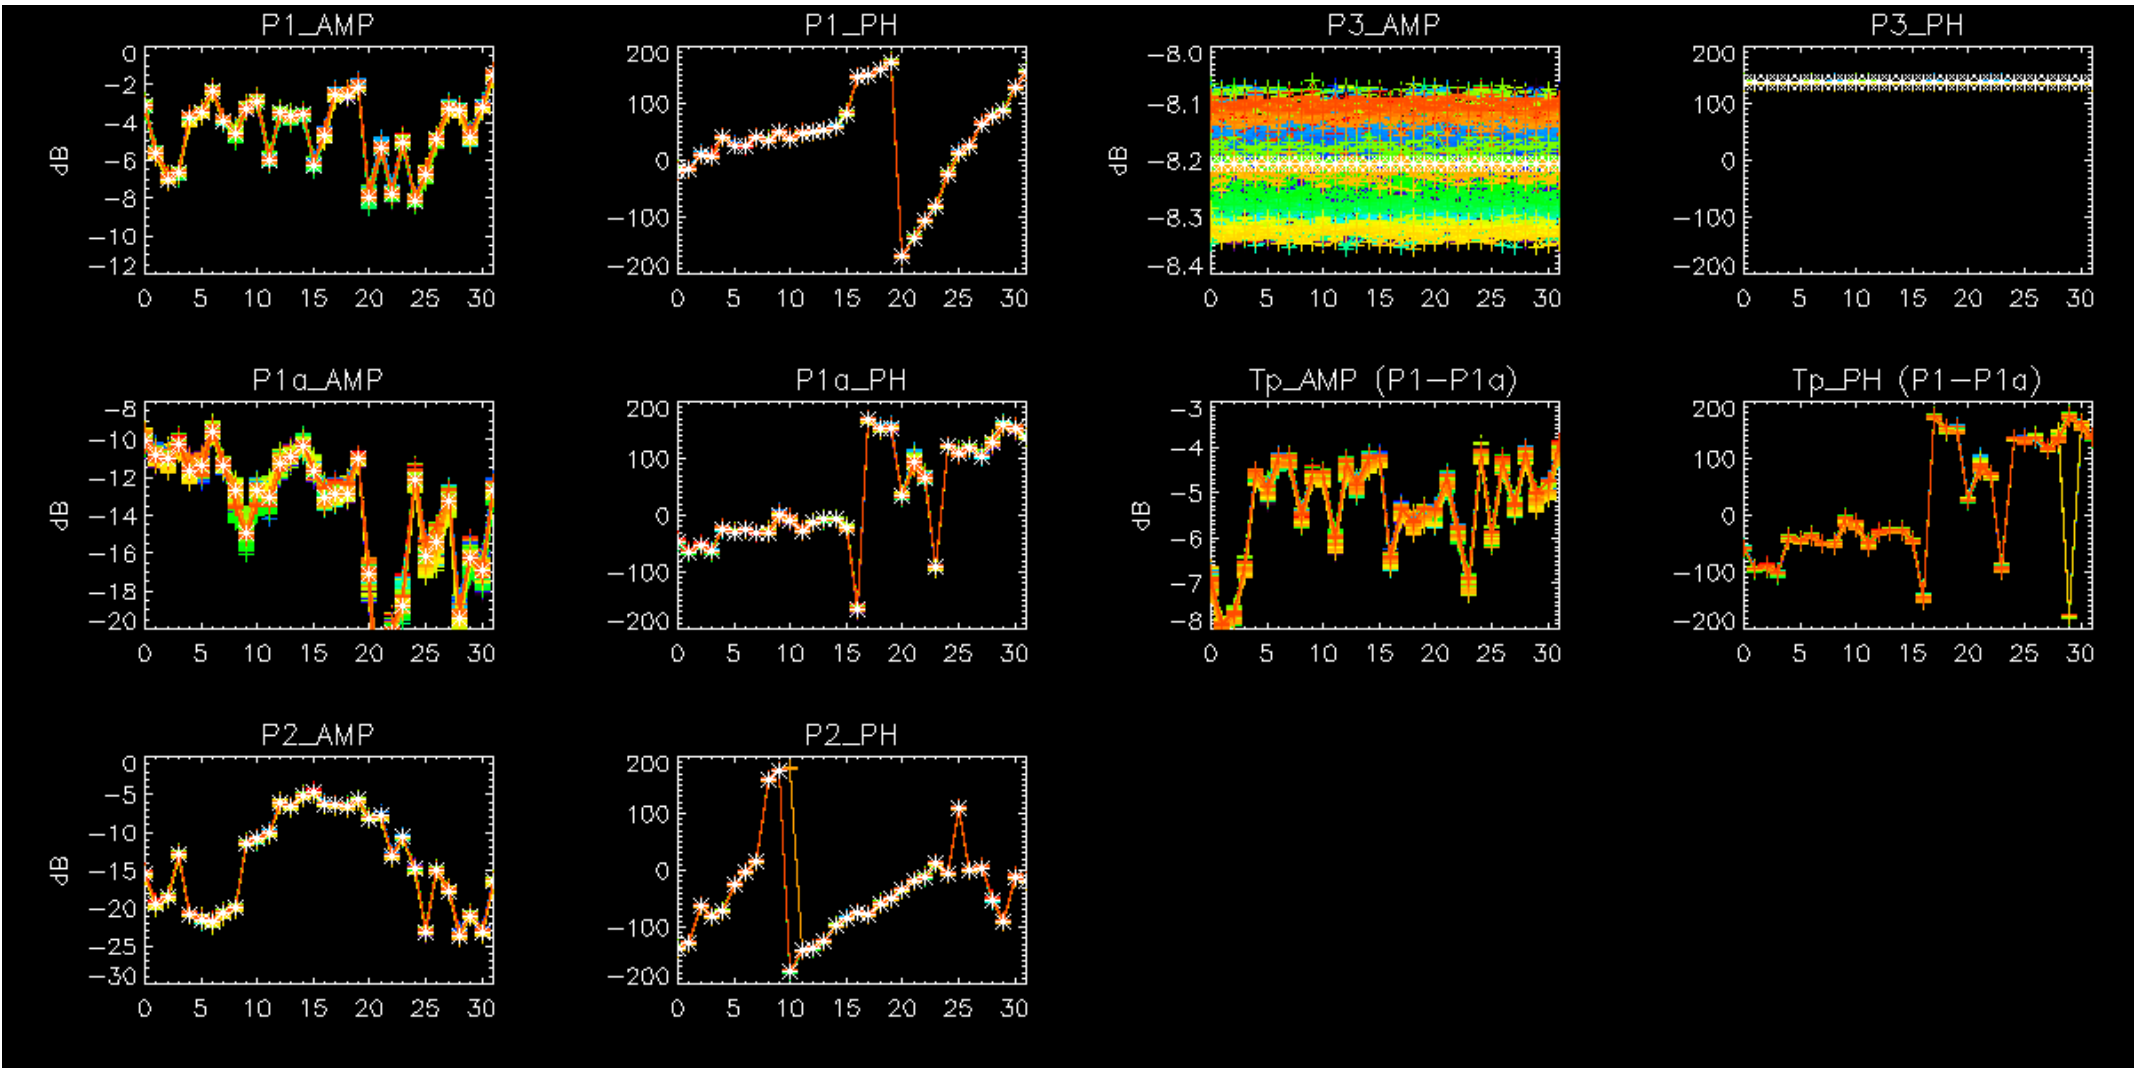 P1_AMP
0
-2
-4
-6
-8
-10
-12
dB
0 5 10 15 20 25 30
P1_PH
200
100
0
-100
-200
0 5 10 15 20 25 30
P3_AMP
-8.0
-8.1
-8.2
-8.3
-8.4
dB
0 5 10 15 20 25 30
P3_PH
200
100
0
-100
-200
0 5 10 15 20 25 30
P1a_AMP
-8
-10
-12
-14
-16
-18
-20
dB
0 5 10 15 20 25 30
P1a_PH
200
100
0
-100
-200
0 5 10 15 20 25 30
Tp_AMP (P1-P1a)
-3
-4
-5
-6
-7
-8
dB
0 5 10 15 20 25 30
Tp_PH (P1-P1a)
200
100
0
-100
-200
0 5 10 15 20 25 30
P2_AMP
0
-5
-10
-15
-20
-25
-30
dB
0 5 10 15 20 25 30
P2_PH
200
100
0
-100
-200
0 5 10 15 20 25 30